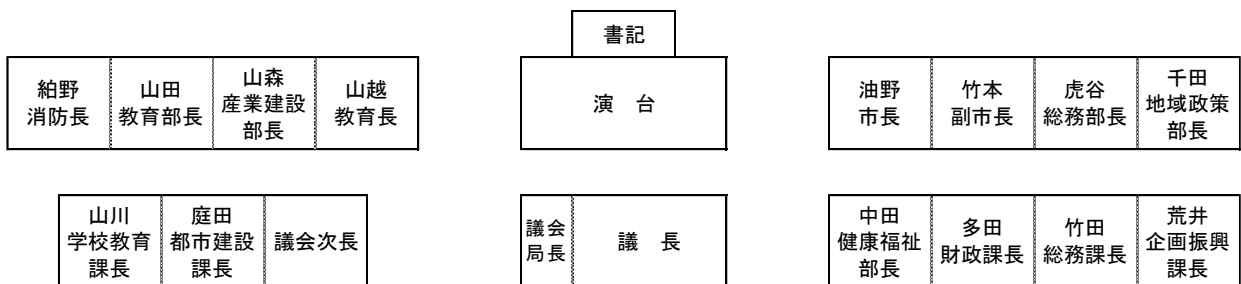 書記
絈野
消防長
山田
教育部長
山森
産業建設
部長
山越
教育長
演　台
油野
市長
竹本
副市長
虎谷
総務部長
千田
地域政策
部長
山川
学校教育
課長
庭田
都市建設
課長
議会次長
議会
局長
議　長
中田
健康福祉
部長
多田
財政課長
竹田
総務課長
荒井
企画振興
課長